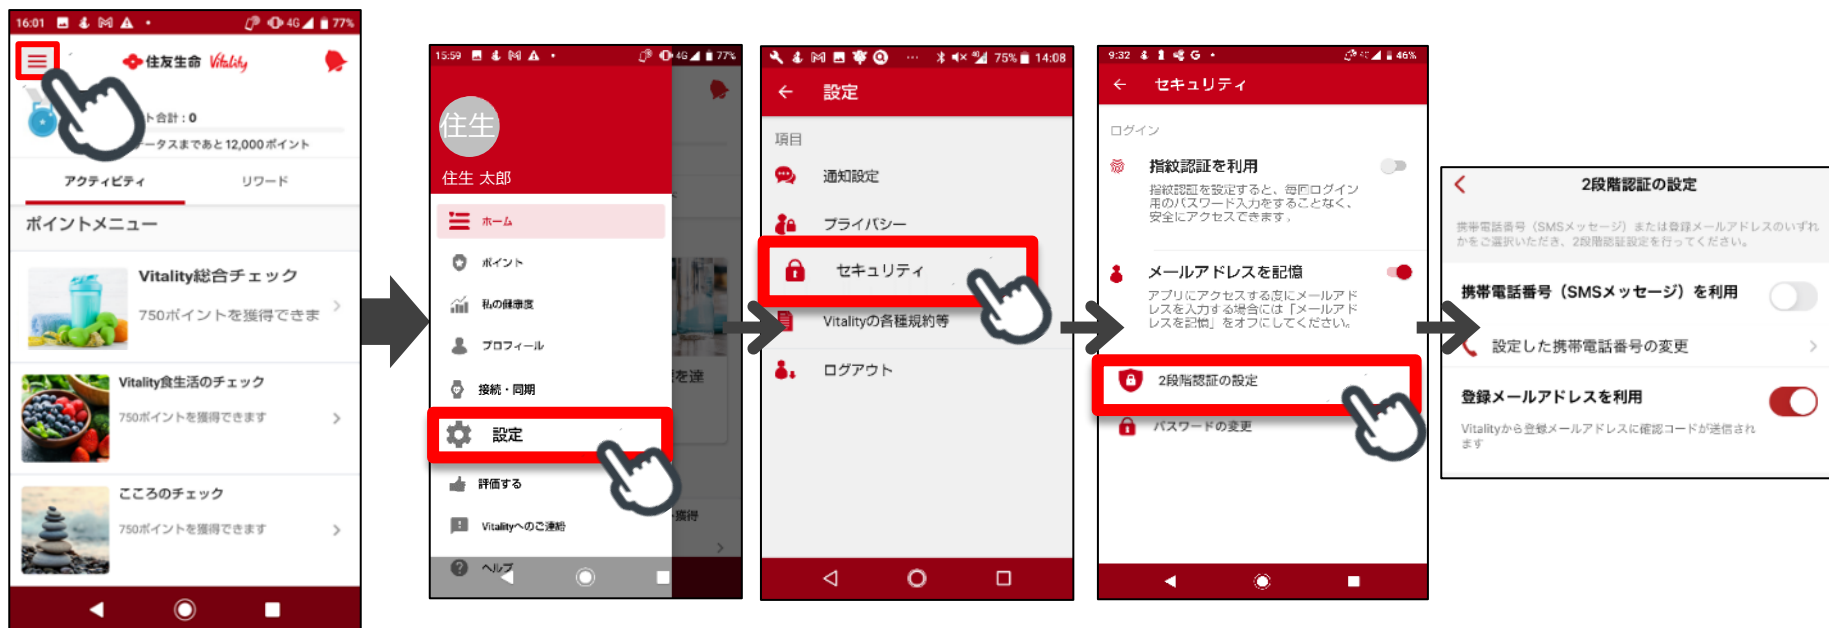 16:01
4G
77%
住友生命 Vitality
ト合計：0
ータスまであと12,000ポイント
アクティビティ
リワード
ポイントメニュー
Vitality総合チェック
750ポイントを獲得できま
Vitality食生活のチェック
750ポイントを獲得できます
こころのチェック
750ポイントを獲得できます
15:59
4G
77%
住生
住生 太郎
ホーム
ポイント
私の健康度
プロフィール
接続・同期
設定
評価する
Vitalityへのご連絡
ヘルプ
を達
獲得
75%
14:08
設定
項目
通知設定
プライバシー
セキュリティ
Vitalityの各種規約等
ログアウト
9:32
G
46%
セキュリティ
ログイン
指紋認証を利用
指紋認証を設定すると、毎回ログイン
用のパスワード入力をすることなく、
安全にアクセスできます。
メールアドレスを記憶
アプリにアクセスする度にメールアド
レスを入力する場合には「メールアド
レスを記憶」をオフにしてください。
2段階認証の設定
パスワードの変更
2段階認証の設定
携帯電話番号（SMSメッセージ）または登録メールアドレスのいずれ
かをご選択いただき、2段階認証設定を行ってください。
携帯電話番号（SMSメッセージ）を利用
設定した携帯電話番号の変更
登録メールアドレスを利用
Vitalityから登録メールアドレスに確認コードが送信され
ます